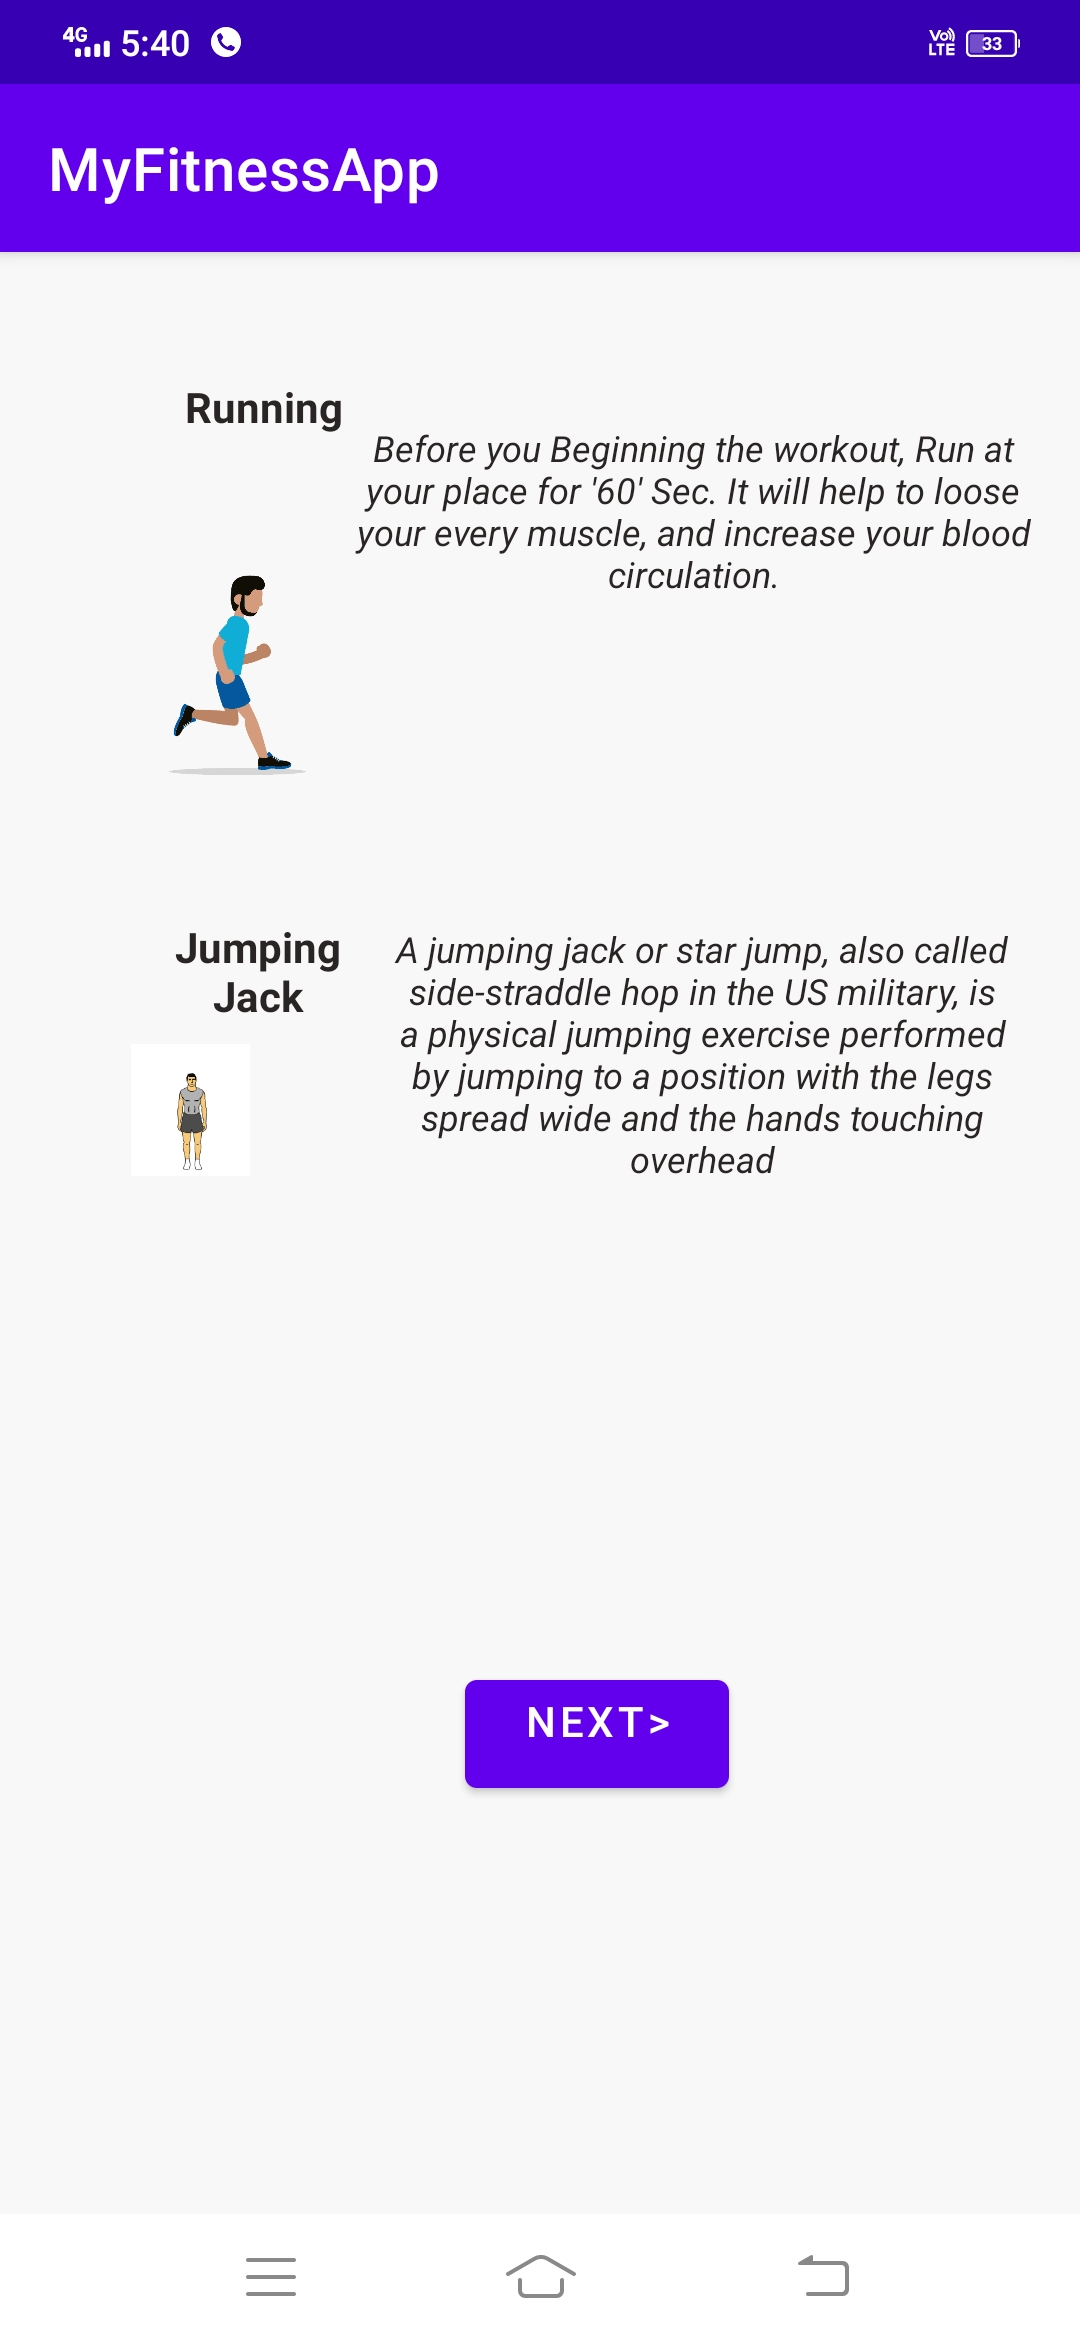 4G 5:40 Vo) LTE 33
MyFitnessApp
Running
Before you Beginning the workout, Run at
your place for '60' Sec. It will help to loose
your every muscle, and increase your blood
circulation.
Jumping
Jack
A jumping jack or star jump, also called
side-straddle hop in the US military, is
a physical jumping exercise performed
by jumping to a position with the legs
spread wide and the hands touching
overhead
NEXT>